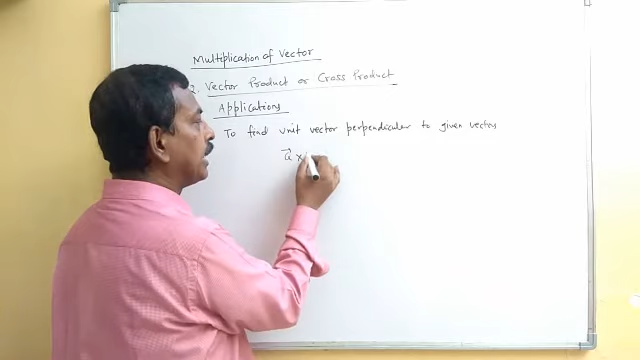 Multiplication of Vector
2. Vector Product or Cross Product
Applications
To find unit vector perpendicular to given vectors
a⃗ ×